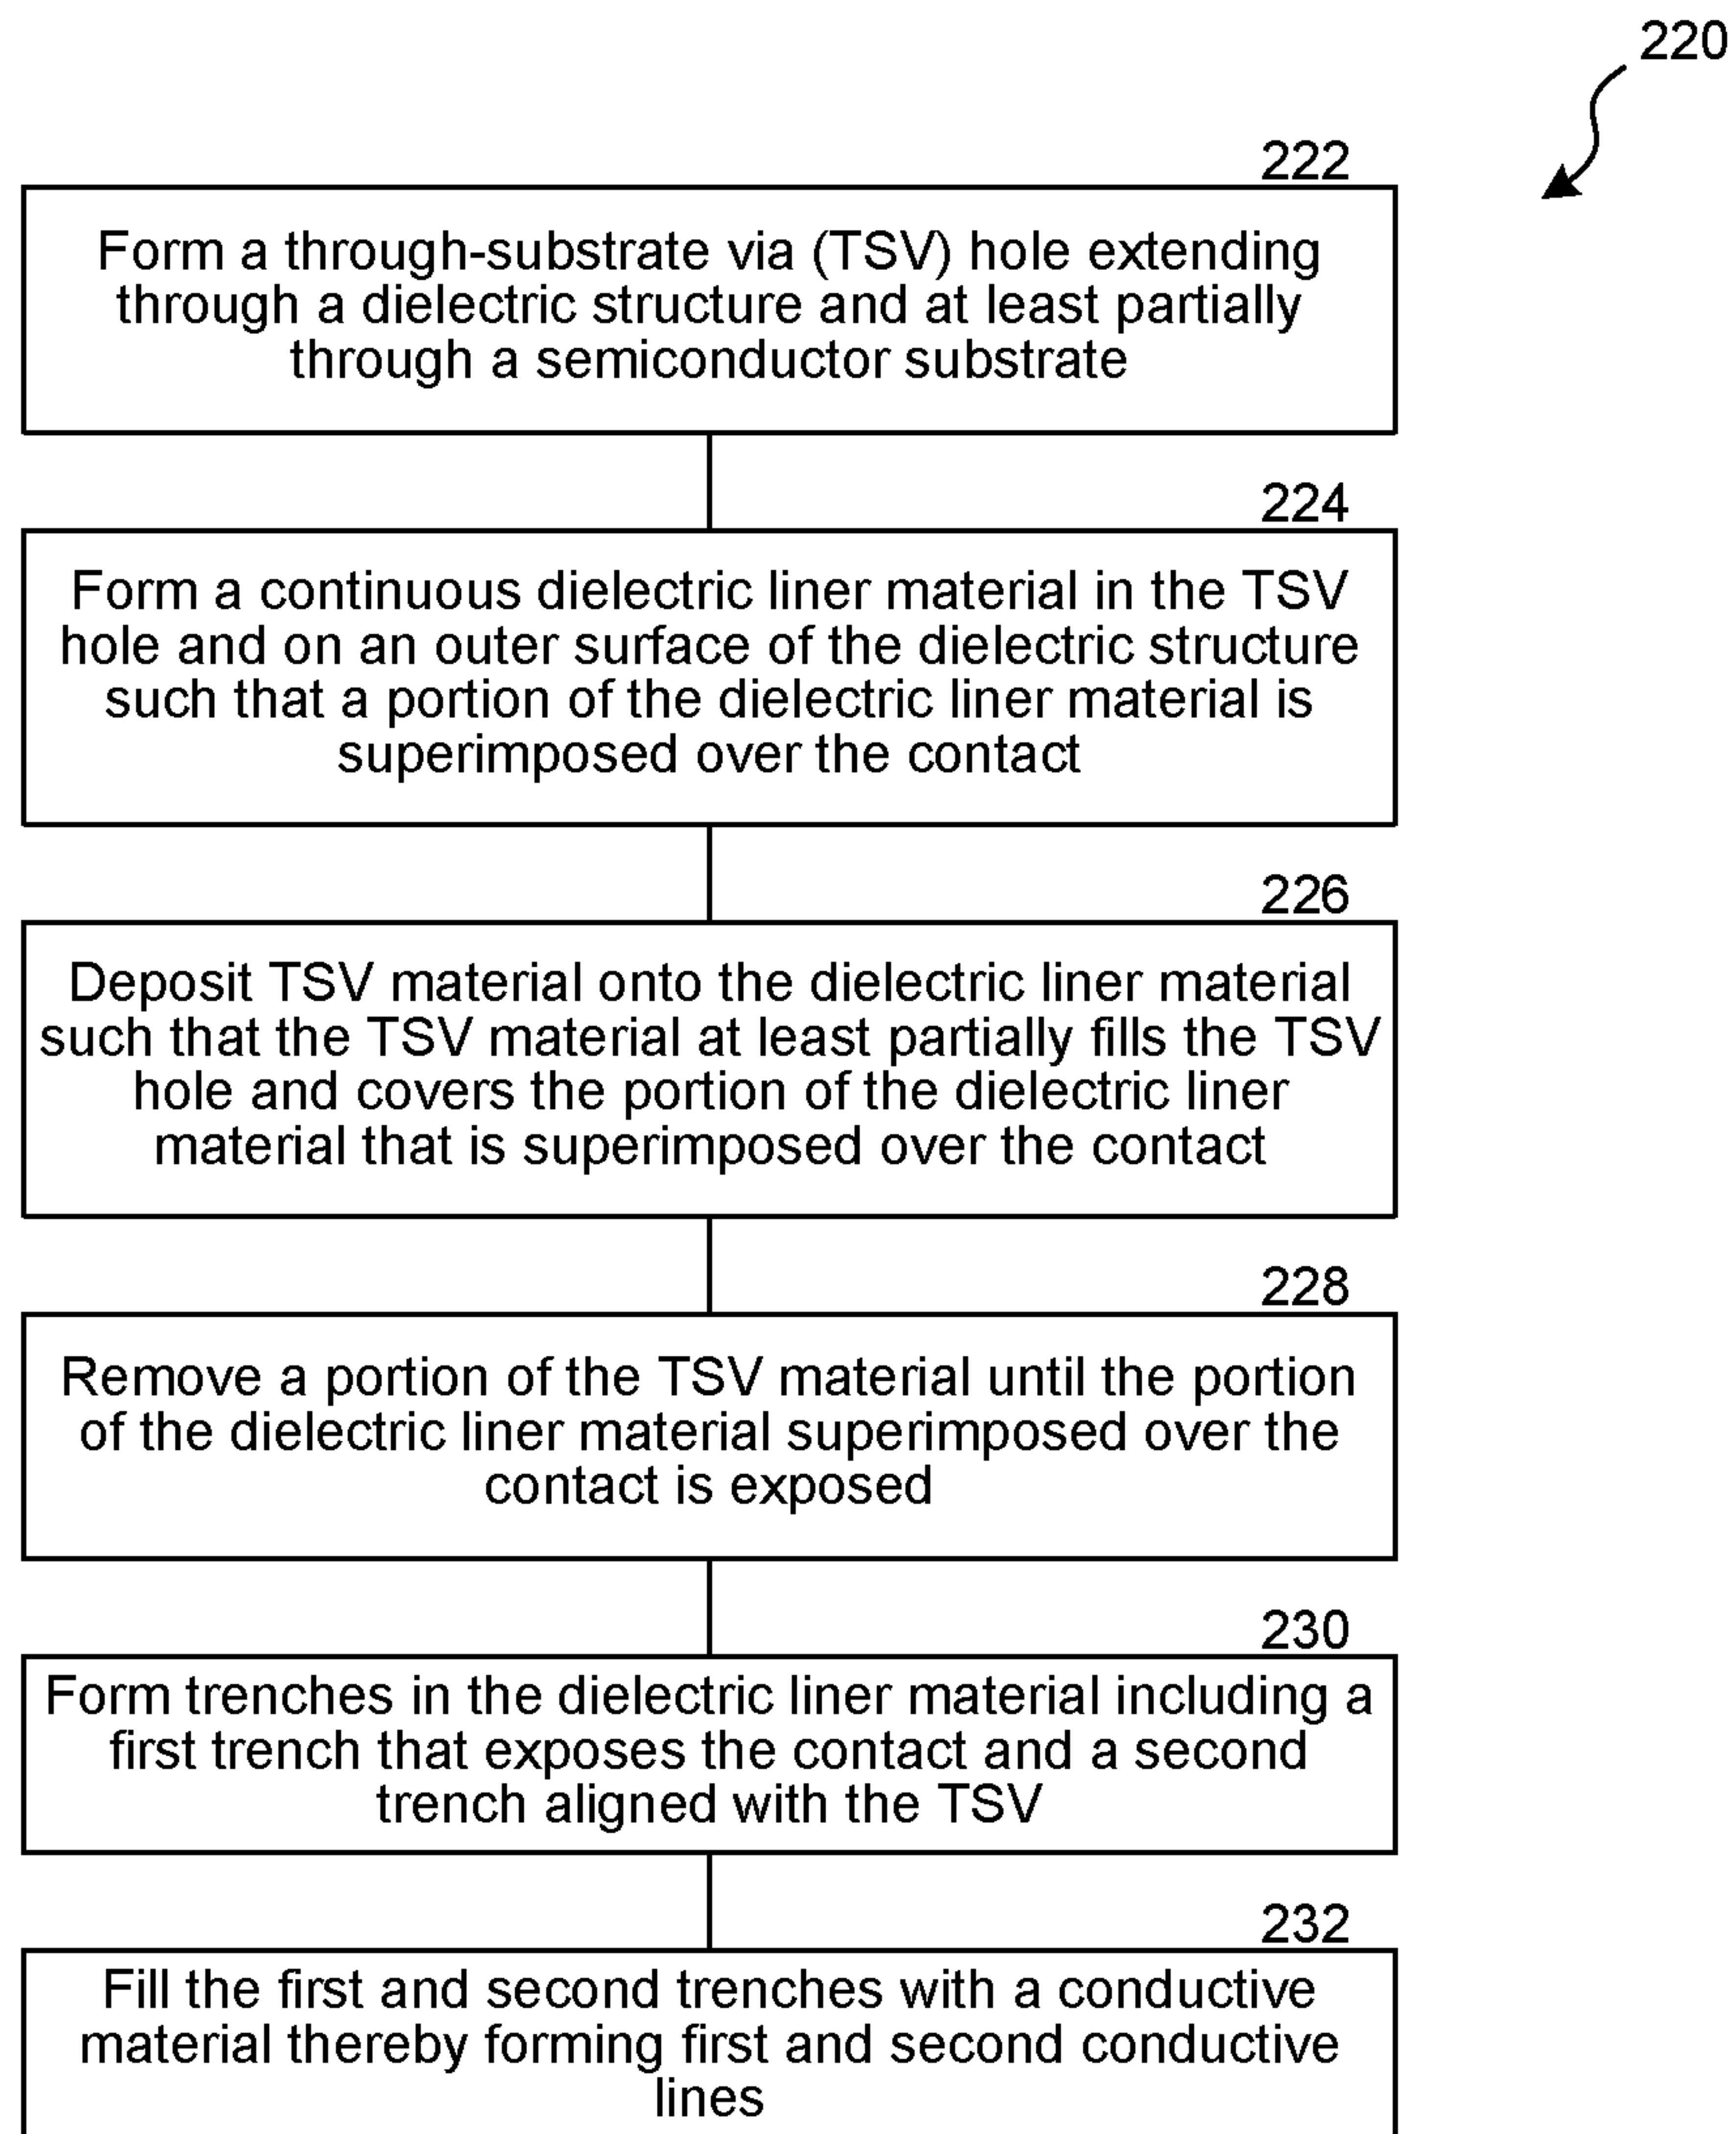 220
222
Form a through-substrate via (TSV) hole extending
through a dielectric structure and at least partially
through a semiconductor substrate
224
Form a continuous dielectric liner material in the TSV
hole and on an outer surface of the dielectric structure
such that a portion of the dielectric liner material is
superimposed over the contact
226
Deposit TSV material onto the dielectric liner material
such that the TSV material at least partially fills the TSV
hole and covers the portion of the dielectric liner
material that is superimposed over the contact
228
Remove a portion of the TSV material until the portion
of the dielectric liner material superimposed over the
contact is exposed
230
Form trenches in the dielectric liner material including a
first trench that exposes the contact and a second
trench aligned with the TSV
232
Fill the first and second trenches with a conductive
material thereby forming first and second conductive
lines